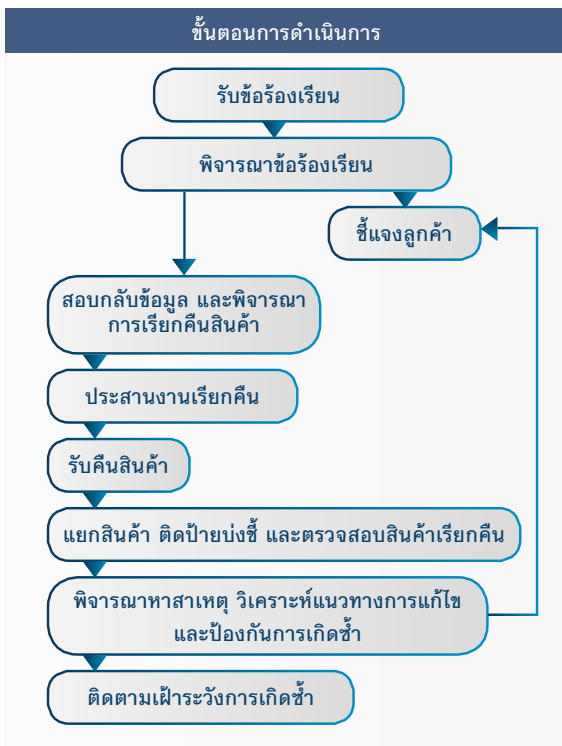 ขั้นตอนการดำเนินการ
รับข้อร้องเรียน
พิจารณาข้อร้องเรียน
ชี้แจงลูกค้า
สอบกลับข้อมูล และพิจารณา
การเรียกคืนสินค้า
ประสานงานเรียกคืน
รับคืนสินค้า
แยกสินค้า ติดป้ายบ่งชี้ และตรวจสอบสินค้าเรียกคืน
พิจารณาหาสาเหตุ วิเคราะห์แนวทางการแก้ไข
และป้องกันการเกิดซ้ำ
ติดตามเฝ้าระวังการเกิดซ้ำ